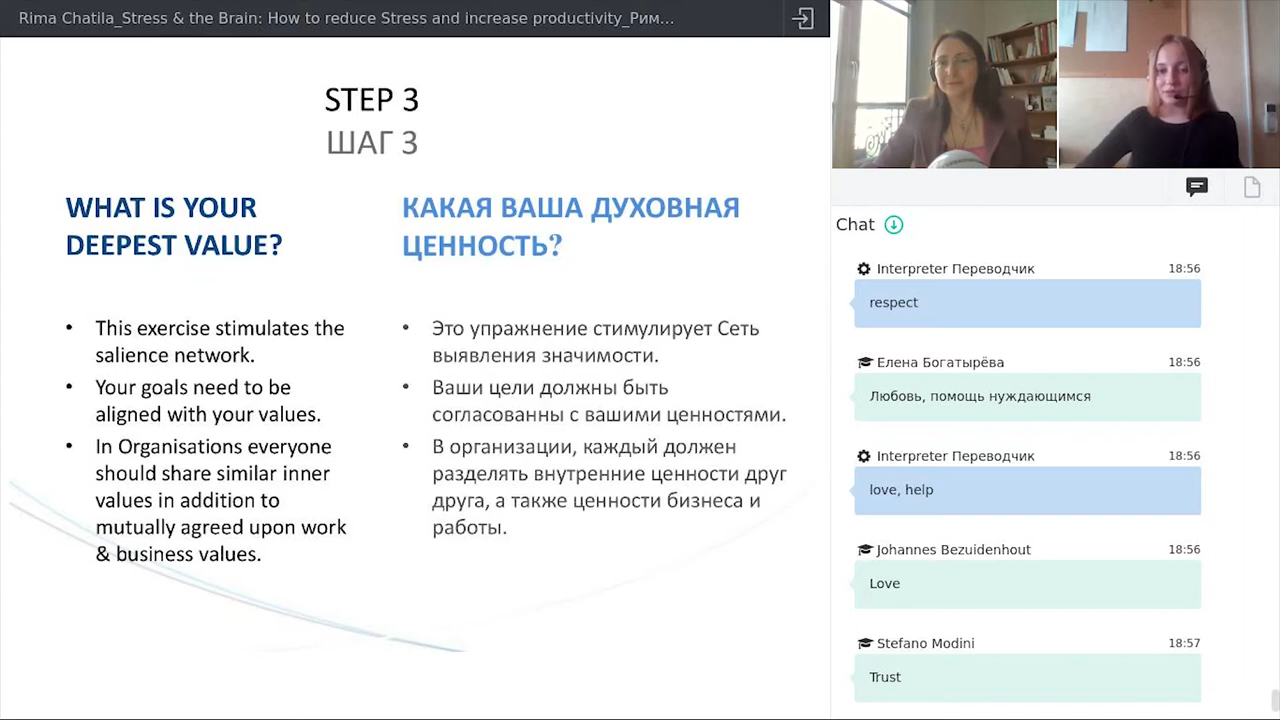 Rima Chatila_Stress & the Brain: How to reduce Stress and increase productivity_Рим...
STEP 3
ШАГ 3
WHAT IS YOUR
DEEPEST VALUE?
• This exercise stimulates the
salience network.
• Your goals need to be
aligned with your values.
• In Organisations everyone
should share similar inner
values in addition to
mutually agreed upon work
& business values.
КАКАЯ ВАША ДУХОВНАЯ
ЦЕННОСТЬ?
• Это упражнение стимулирует Сеть
выявления значимости.
• Ваши цели должны быть
согласованны с вашими ценностями.
• В организации, каждый должен
разделять внутренние ценности друг
друга, а также ценности бизнеса и
работы.
Chat
Interpreter Переводчик 18:56
respect
Елена Богатырёва 18:56
Любовь, помощь нуждающимся
Interpreter Переводчик 18:56
love, help
Johannes Bezuidenhout 18:56
Love
Stefano Modini 18:57
Trust